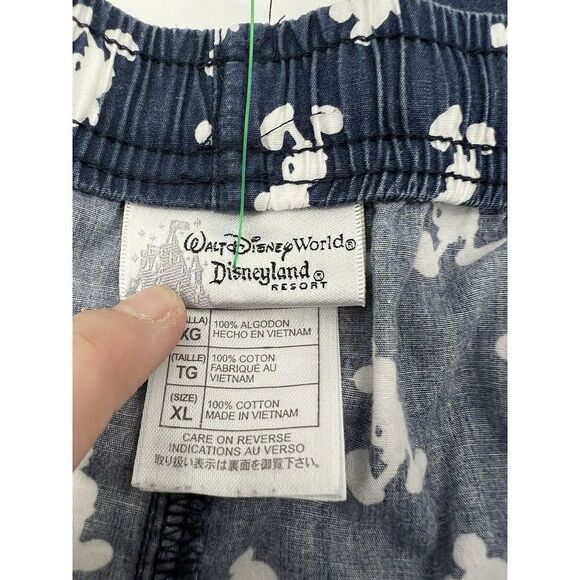 Walt Disney World®
Disneyland®
RESORT
XG
100% ALGODON
HECHO EN VIETNAM
(TAILLE)
TG
100% COTON
FABRIQUÉ AU
VIETNAM
(SIZE)
XL
100% COTTON
MADE IN VIETNAM
CARE ON REVERSE
INDICATIONS AU VERSO
取り扱い表示は裏面を御覧下さい。